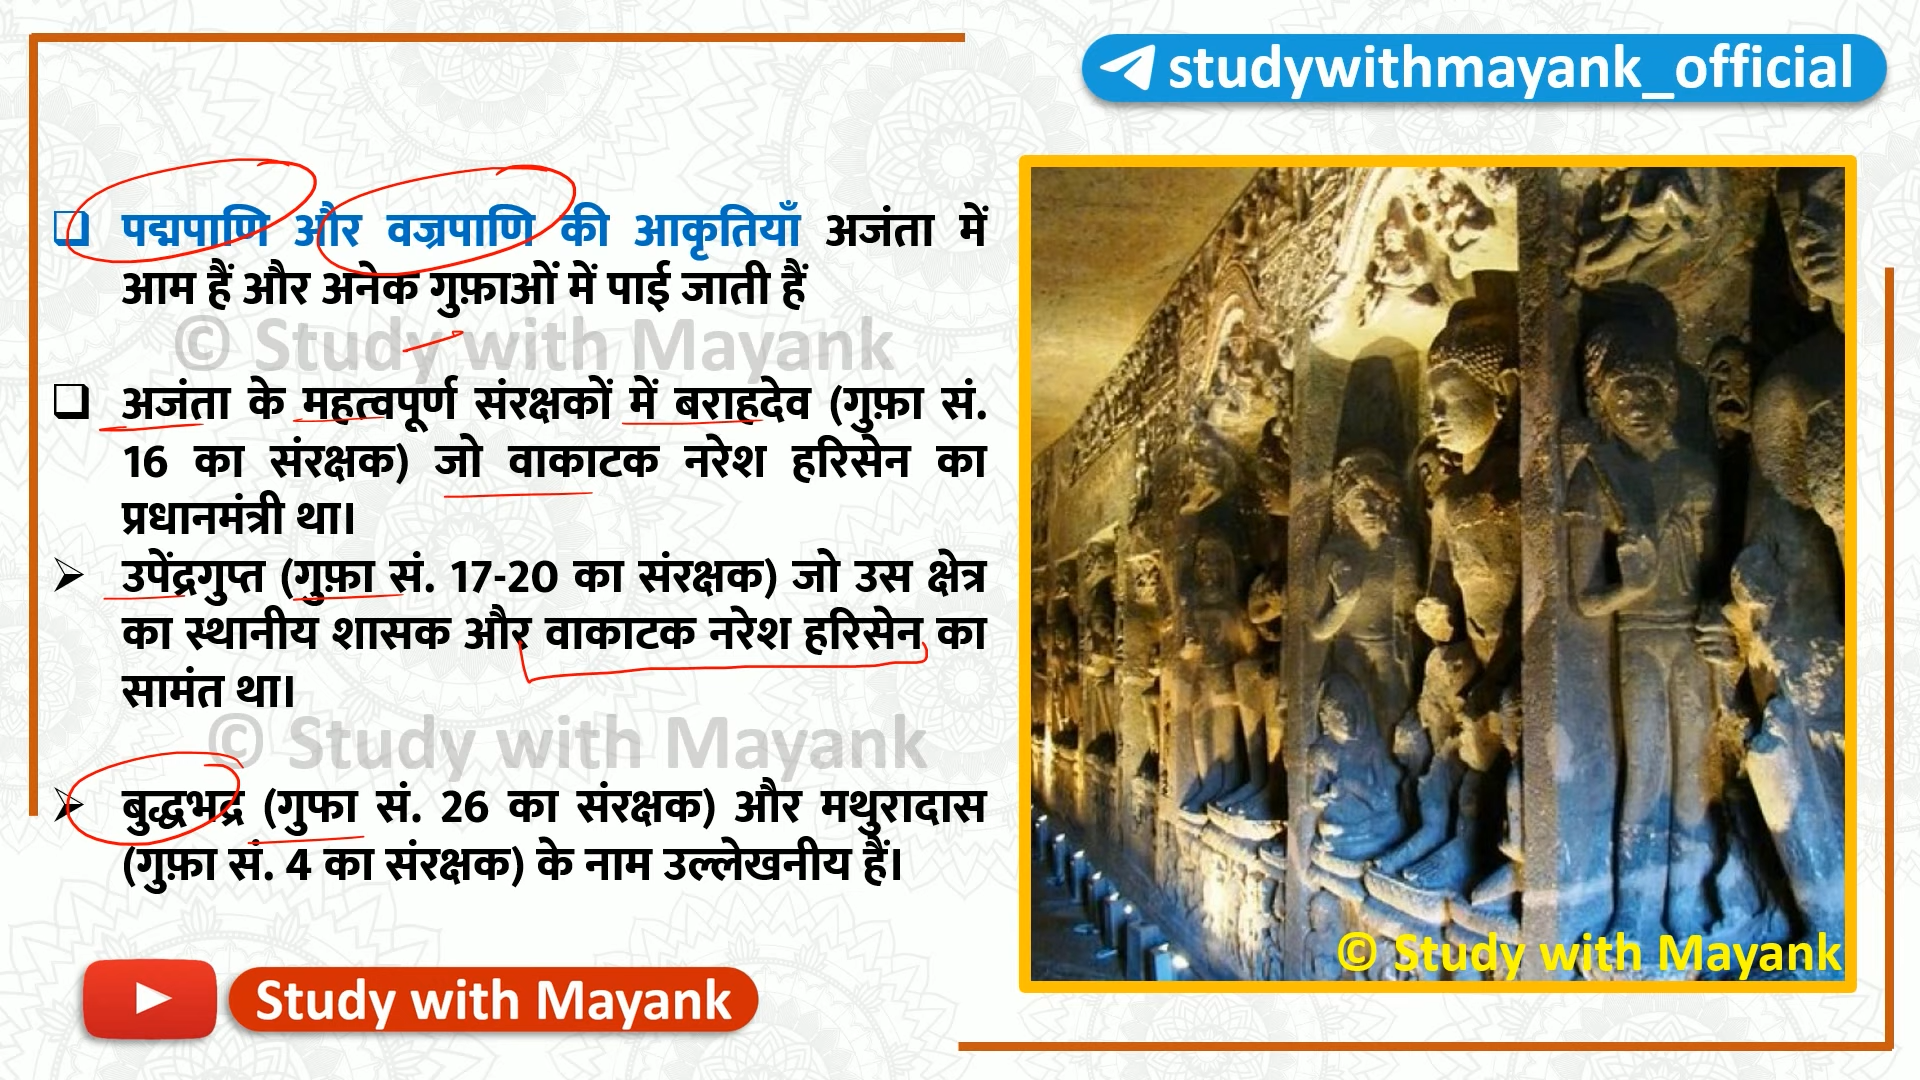 studywithmayank_official
पद्मपाणि और वज्रपाणि की आकृतियाँ अजंता में
आम हैं और अनेक गुफ़ाओं में पाई जाती हैं
© Study with Mayank
अजंता के महत्वपूर्ण संरक्षकों में बराहदेव (गुफ़ा सं.
16 का संरक्षक) जो वाकाटक नरेश हरिसेन का
प्रधानमंत्री था।
उपेंद्रगुप्त (गुफ़ा सं. 17-20 का संरक्षक) जो उस क्षेत्र
का स्थानीय शासक और वाकाटक नरेश हरिसेन का
सामंत था।
© Study with Mayank
बुद्धभद्र (गुफा सं. 26 का संरक्षक) और मथुरादास
(गुफ़ा सं. 4 का संरक्षक) के नाम उल्लेखनीय हैं।
© Study with Mayank
Study with Mayank